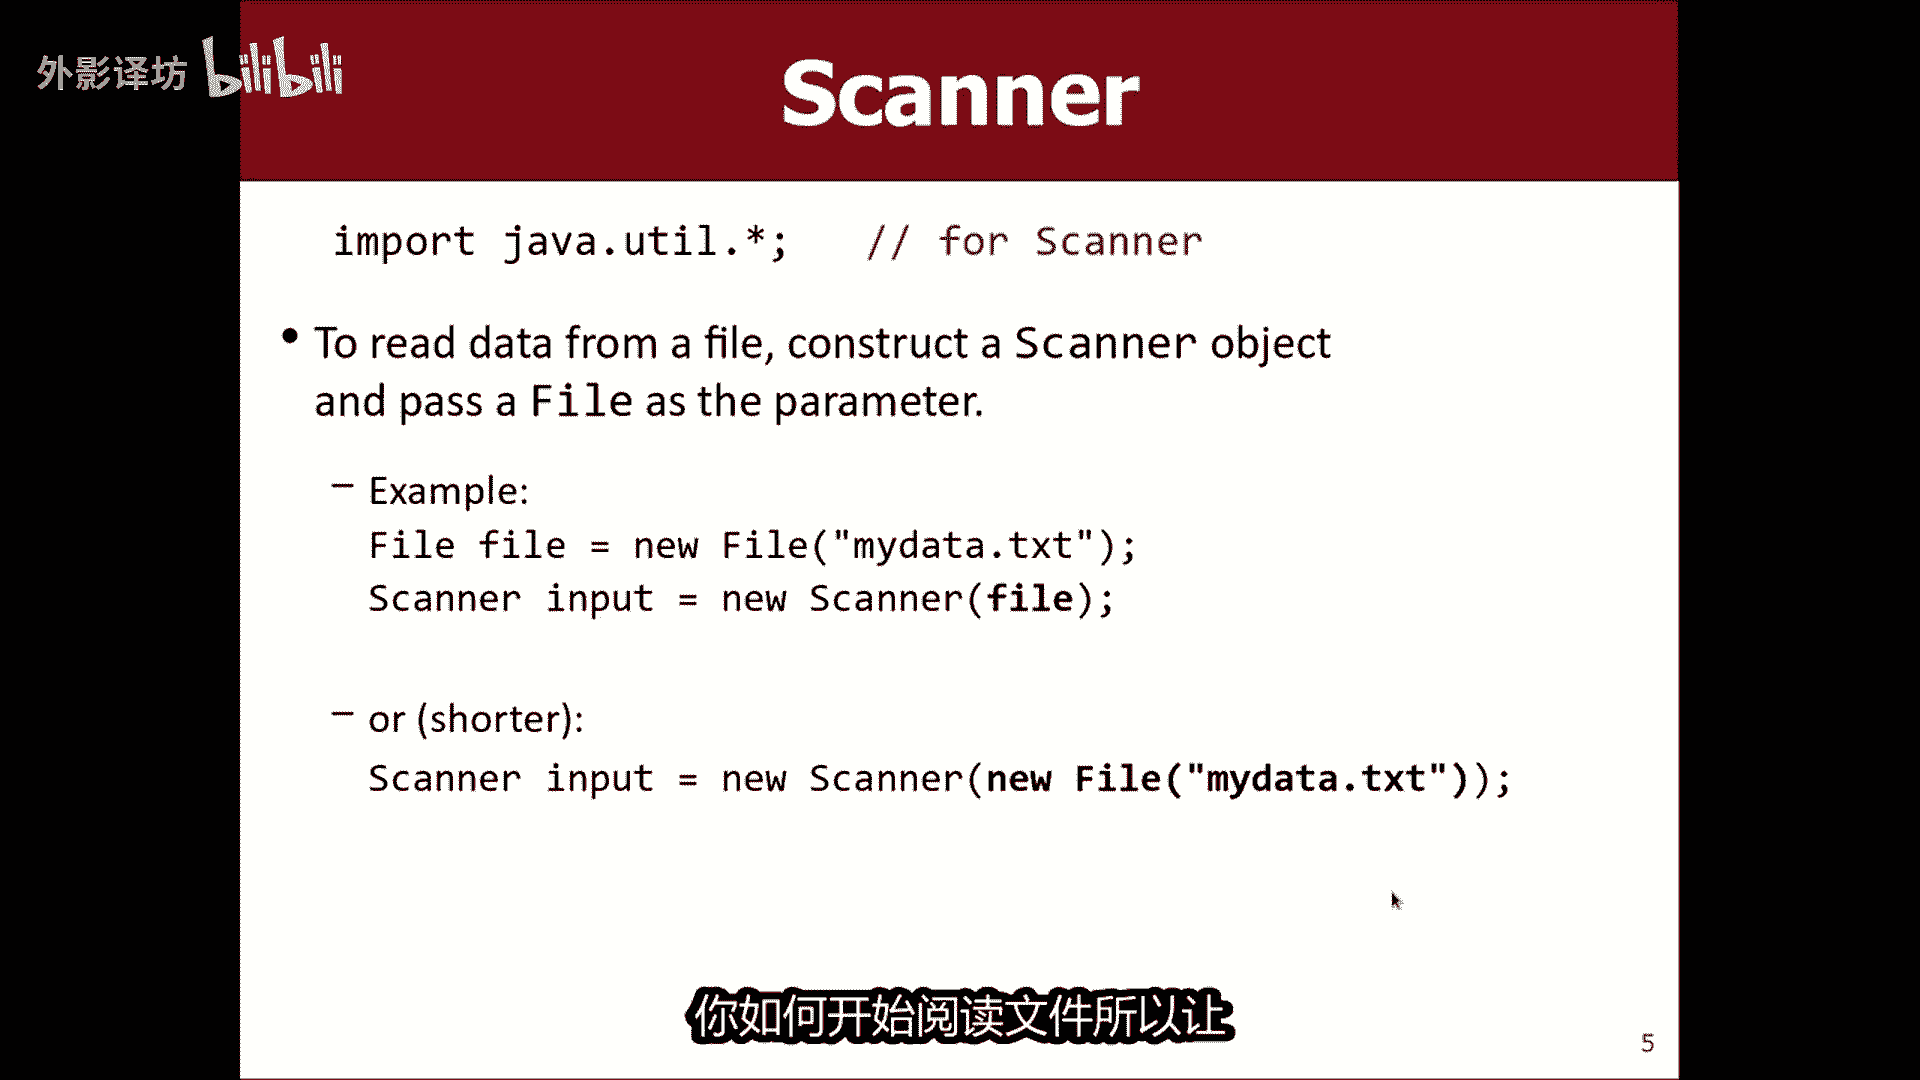 外影译坊 bilibili
Scanner
import java.util.*; // for Scanner
• To read data from a file, construct a Scanner object
and pass a File as the parameter.
– Example:
File file = new File("mydata.txt");
Scanner input = new Scanner(file);
– or (shorter):
Scanner input = new Scanner(new File("mydata.txt"));
你如何开始阅读文件所以让
5